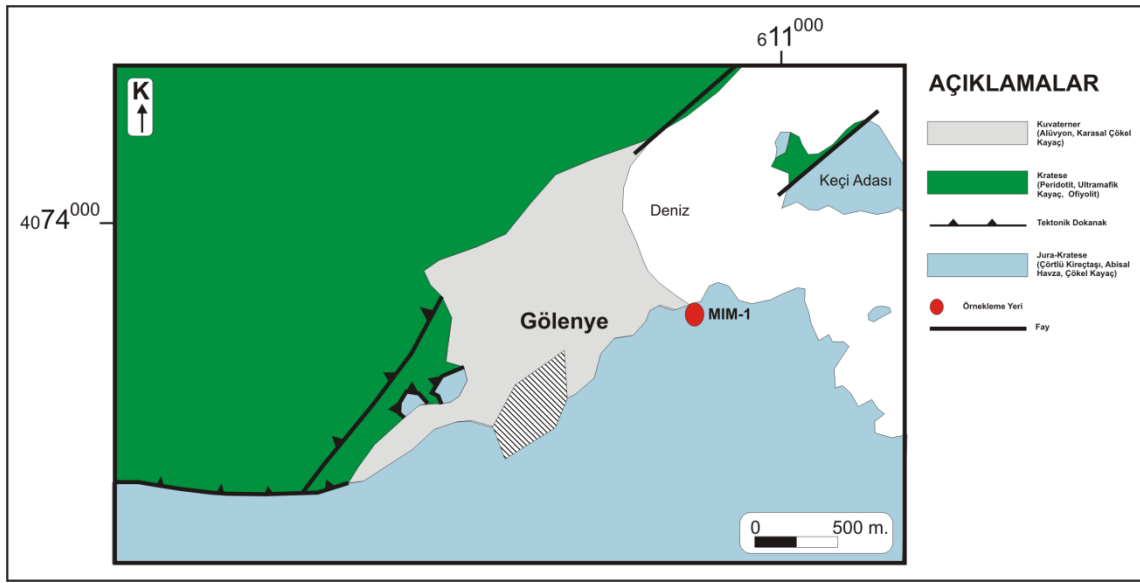 611000
K
4074000
Deniz
Keçi Adası
Gölenye
MIM-1
0 500 m.
AÇIKLAMALAR
Kuvaterner
(Alüvyon, Karasal Çökel
Kayaç)
Kratese
(Peridotit, Ultramafik
Kayaç, Ofiyolit)
Tektonik Dokanak
Jura-Kratese
(Çörtlü Kireçtaşı, Abisal
Havza, Çökel Kayaç)
Örnekleme Yeri
Fay